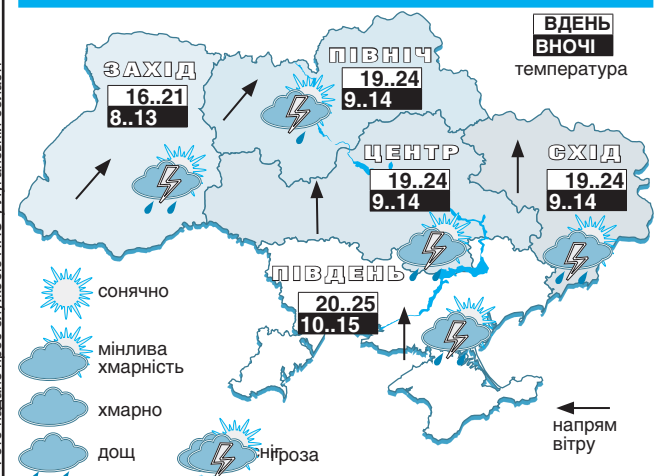 ВДЕНЬ
ВНОЧІ
температура
ПІВНІЧ
19..24
9..14
ЗАХІД
16..21
8..13
ЦЕНТР
19..24
9..14
СХІД
19..24
9..14
ПІВДЕНЬ
20..25
10..15
сонячно
мінлива
хмарність
хмарно
дощ
гроза
напрям
вітру